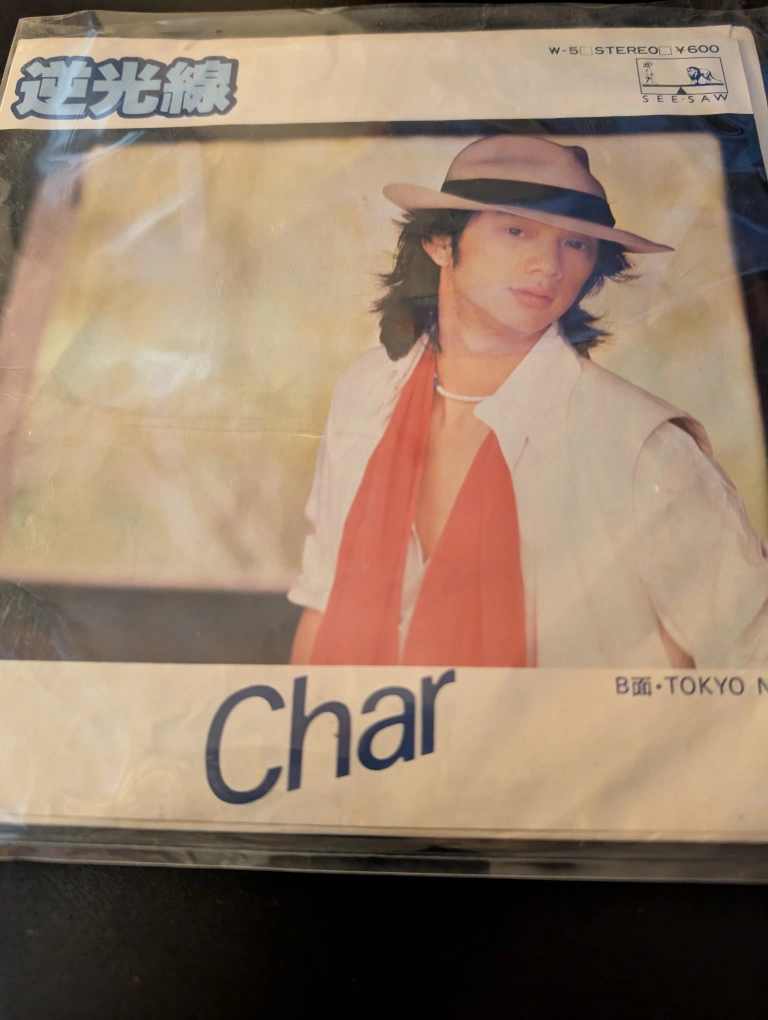 逆光線
W-5□STEREO□¥600
SEE·SAW
Char
B面・TOKYO N